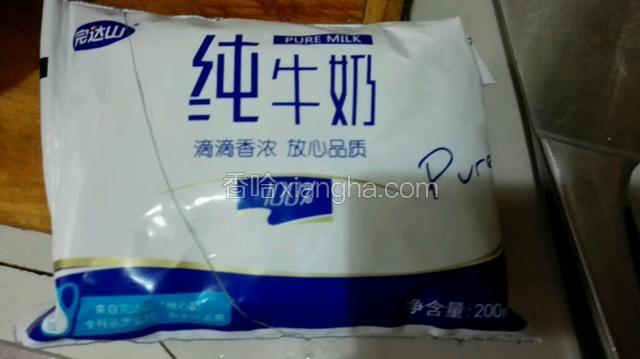 完达山
PURE MILK
纯牛奶
滴滴香浓 放心品质
Pure
香哈xiangha.com
100%
净含量:200